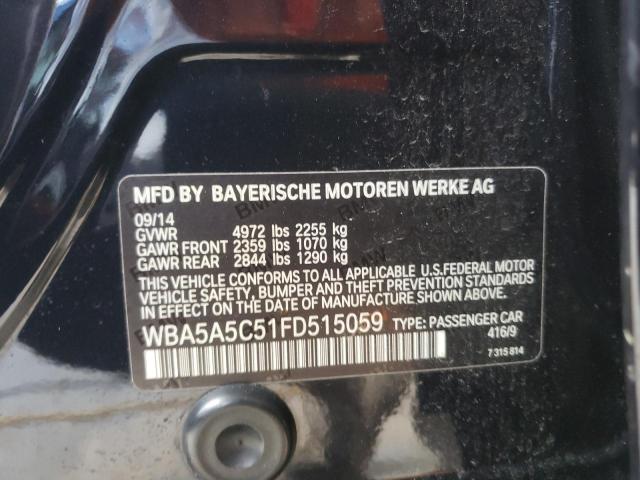 MFD BY BAYERISCHE MOTOREN WERKE AG
09/14
GVWR 4972 lbs 2255 kg
GAWR FRONT 2359 lbs 1070 kg
GAWR REAR 2844 lbs 1290 kg
THIS VEHICLE CONFORMS TO ALL APPLICABLE U.S.FEDERAL MOTOR
VEHICLE SAFETY, BUMPER AND THEFT PREVENTION STANDARDS
IN EFFECT ON THE DATE OF MANUFACTURE SHOWN ABOVE.
WBA5A5C51FD515059 TYPE: PASSENGER CAR
416/9
7 315 814